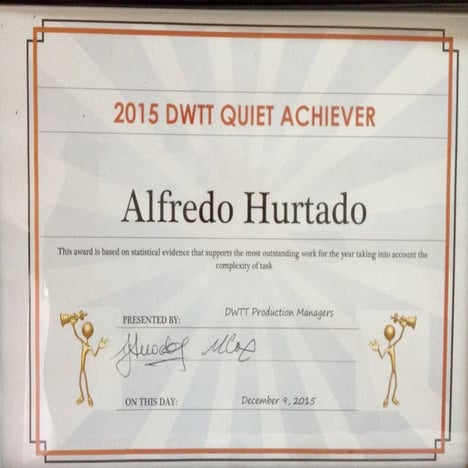 2015 DWTT QUIET ACHIEVER
Alfredo Hurtado
This award is based on statistical evidence that supports the most outstanding work for the year taking into account the
complexity of task
PRESENTED BY: DWTT Production Managers
ON THIS DAY: December 9, 2015